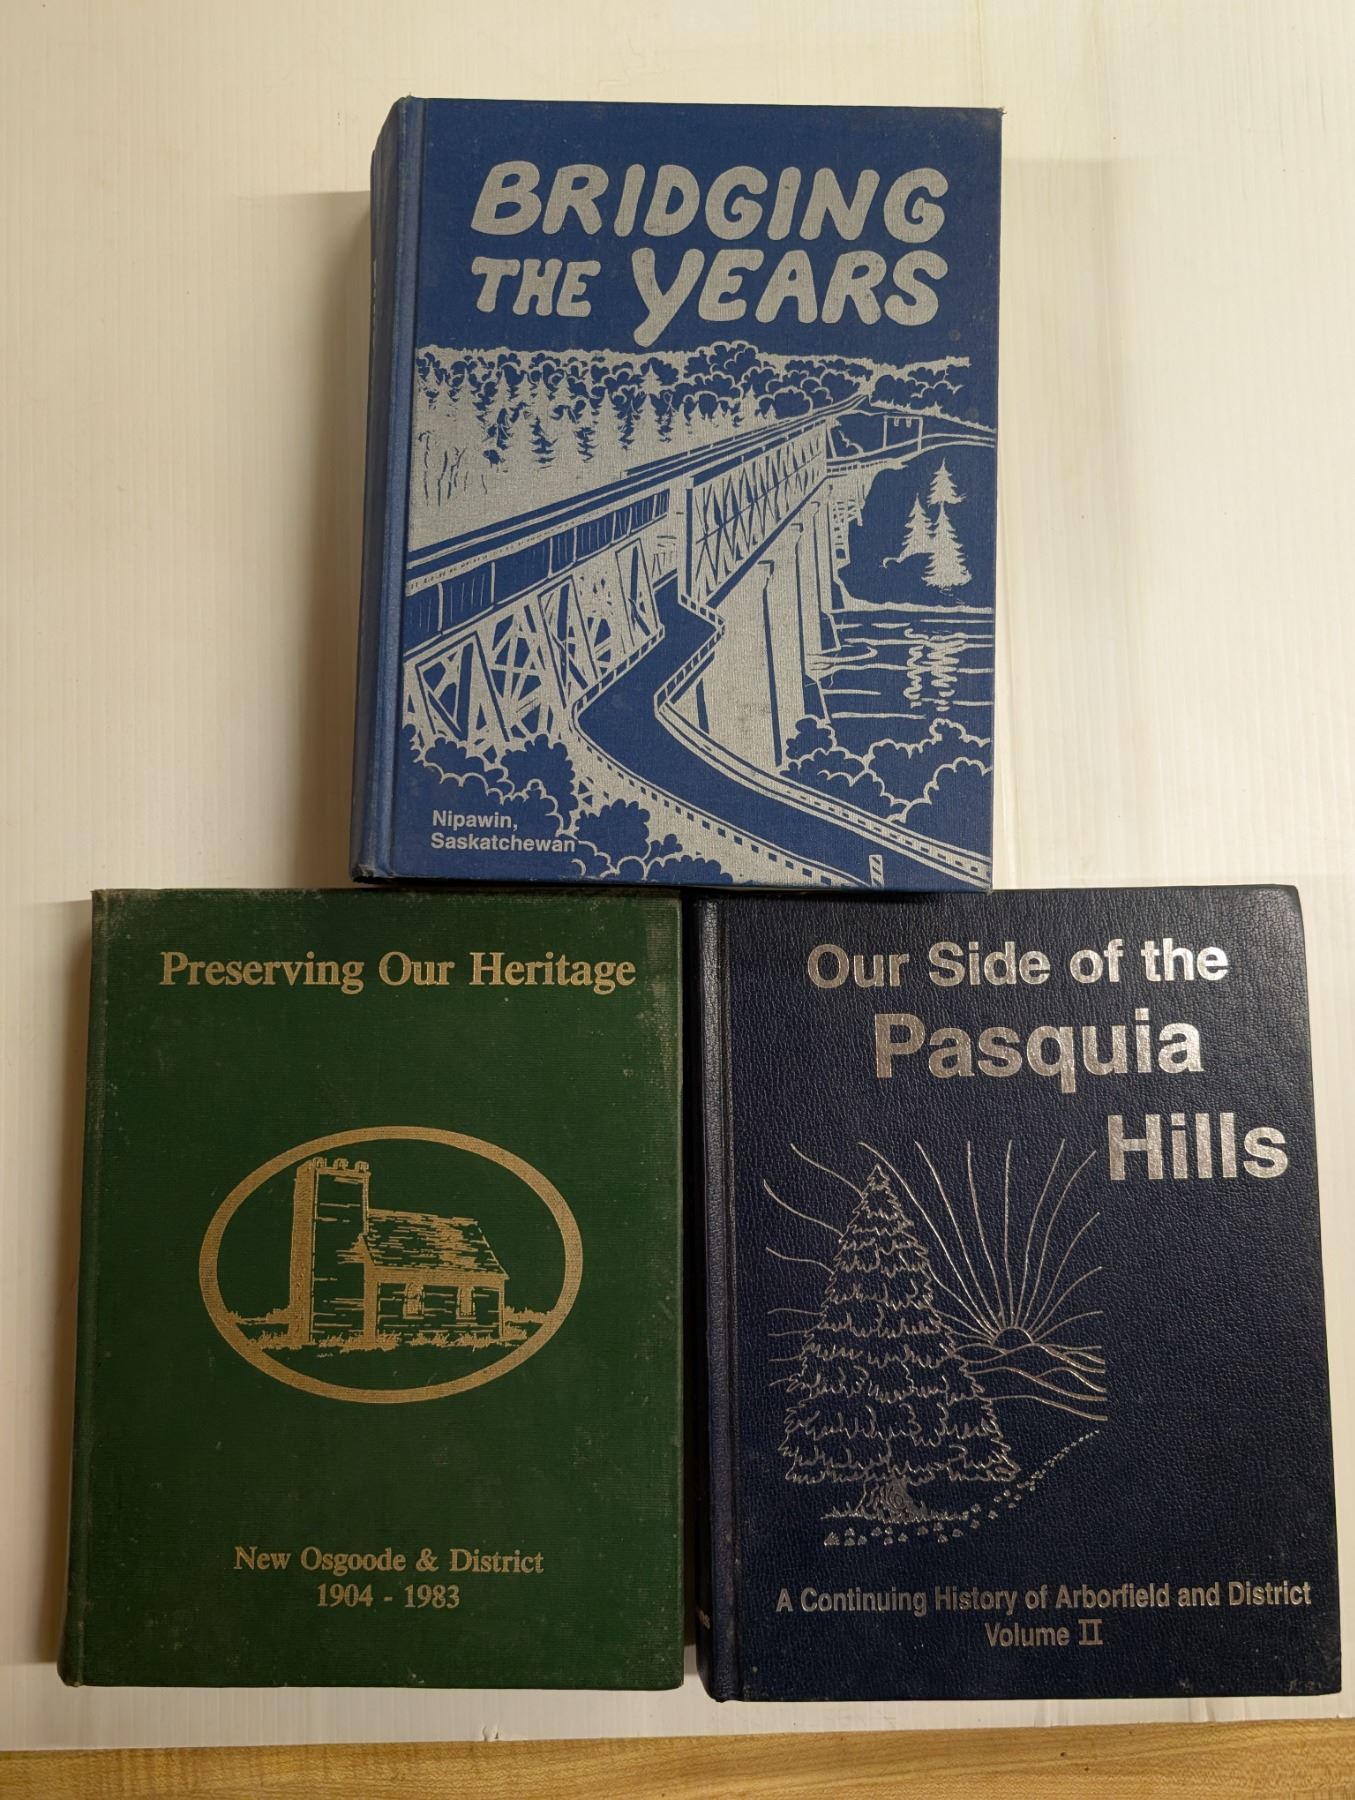 BRIDGING
THE YEARS
Nipawin,
Saskatchewan
Preserving Our Heritage
New Osgoode & District
1904 - 1983
Our Side of the
Pasquia
Hills
A Continuing History of Arborfield and District
Volume II